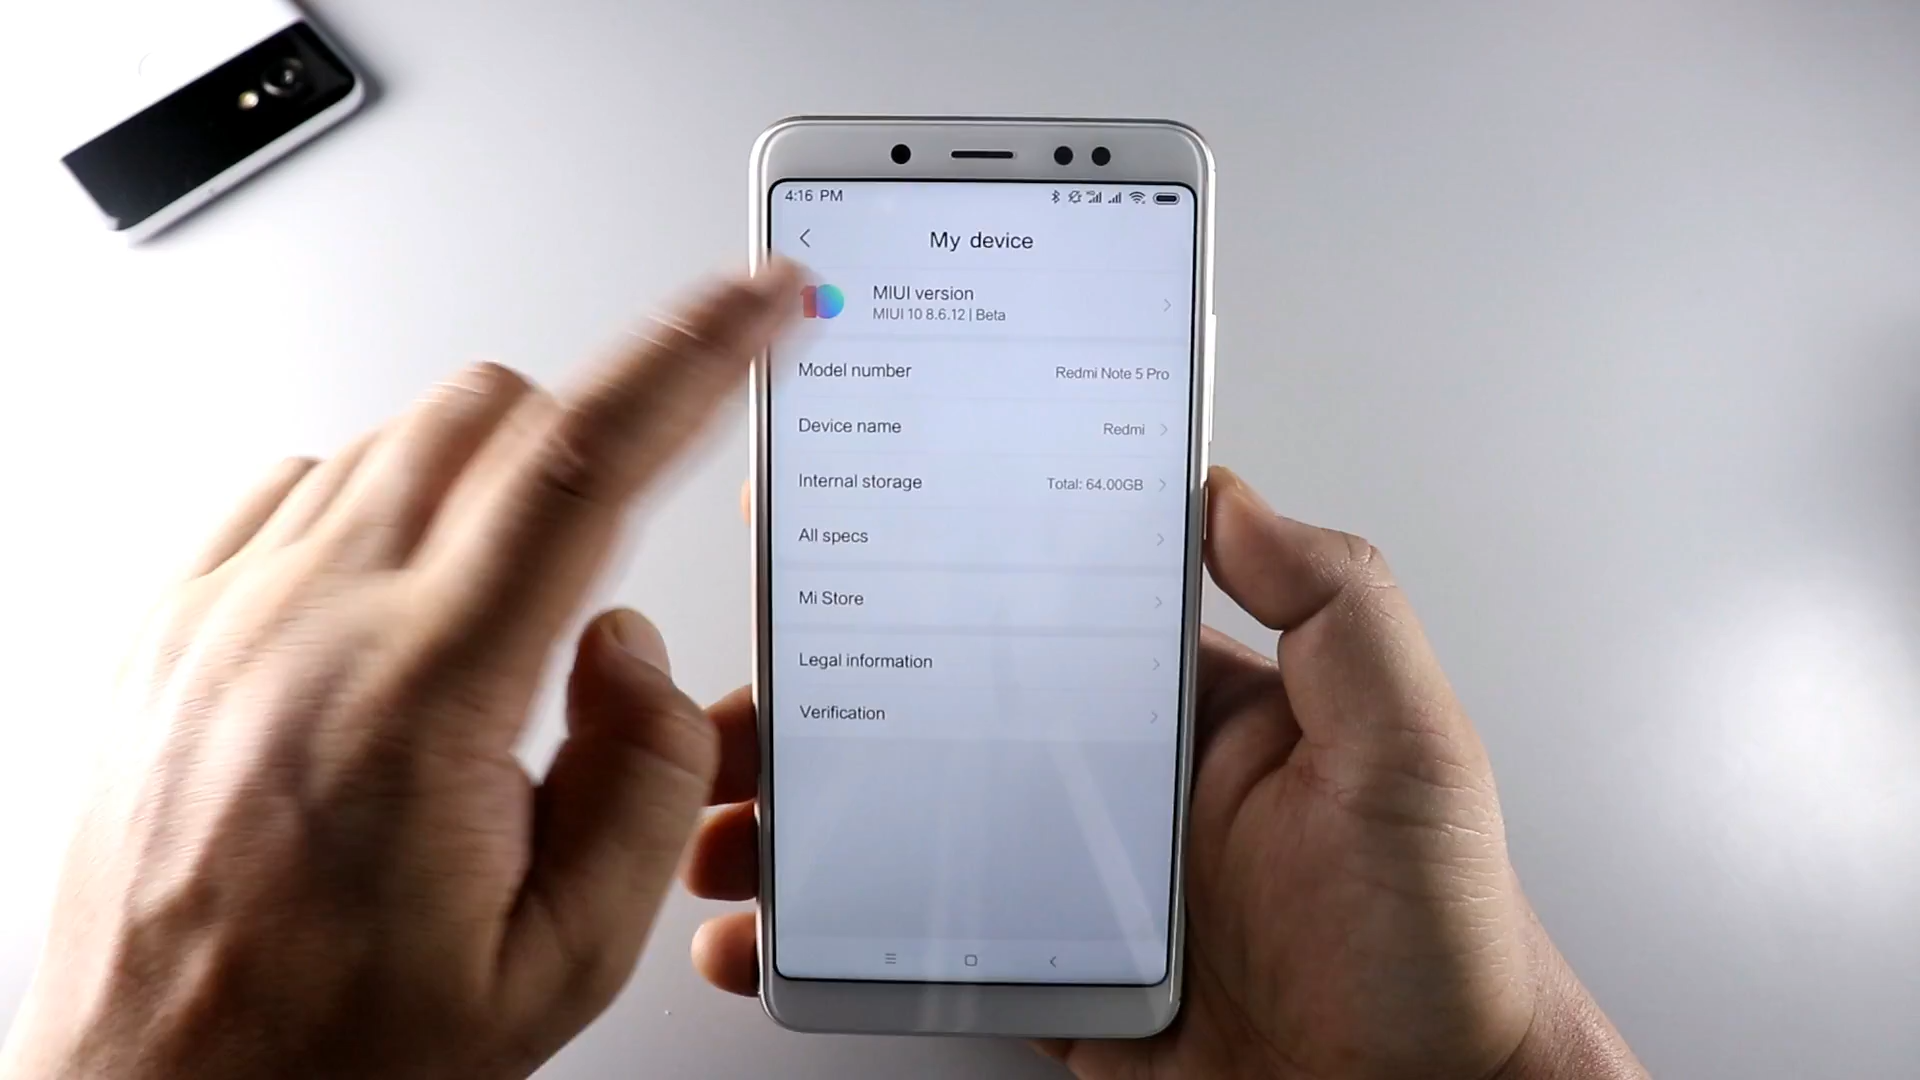 4:16 PM
My device
10
MIUI version
MIUI 10 8.6.12 | Beta
Model number
Redmi Note 5 Pro
Device name
Redmi
Internal storage
Total: 64.00GB
All specs
Mi Store
Legal information
Verification